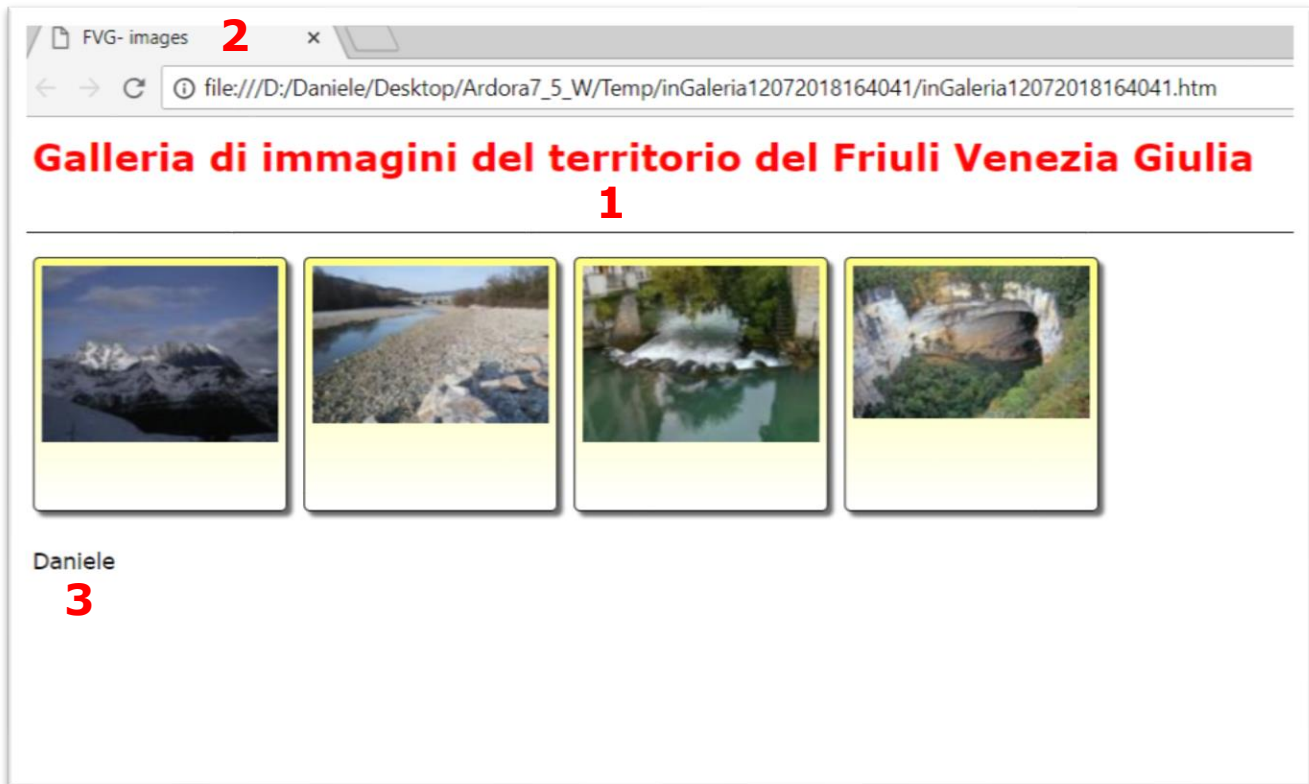 FVG- images 2
file:///D:/Daniele/Desktop/Ardora7_5_W/Temp/inGaleria12072018164041/inGaleria12072018164041.htm
Galleria di immagini del territorio del Friuli Venezia Giulia
1
Daniele
3